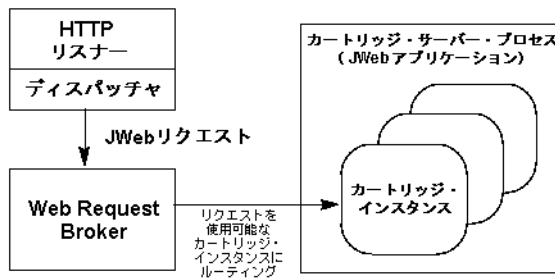 HTTP
リスナー
ディスパッチャ
JWebリクエスト
Web Request
Broker
リクエストを
使用可能な
カートリッジ・
インスタンスに
ルーティング
カートリッジ・サーバー・プロセス
(JWebアプリケーション)
カートリッジ・
インスタンス